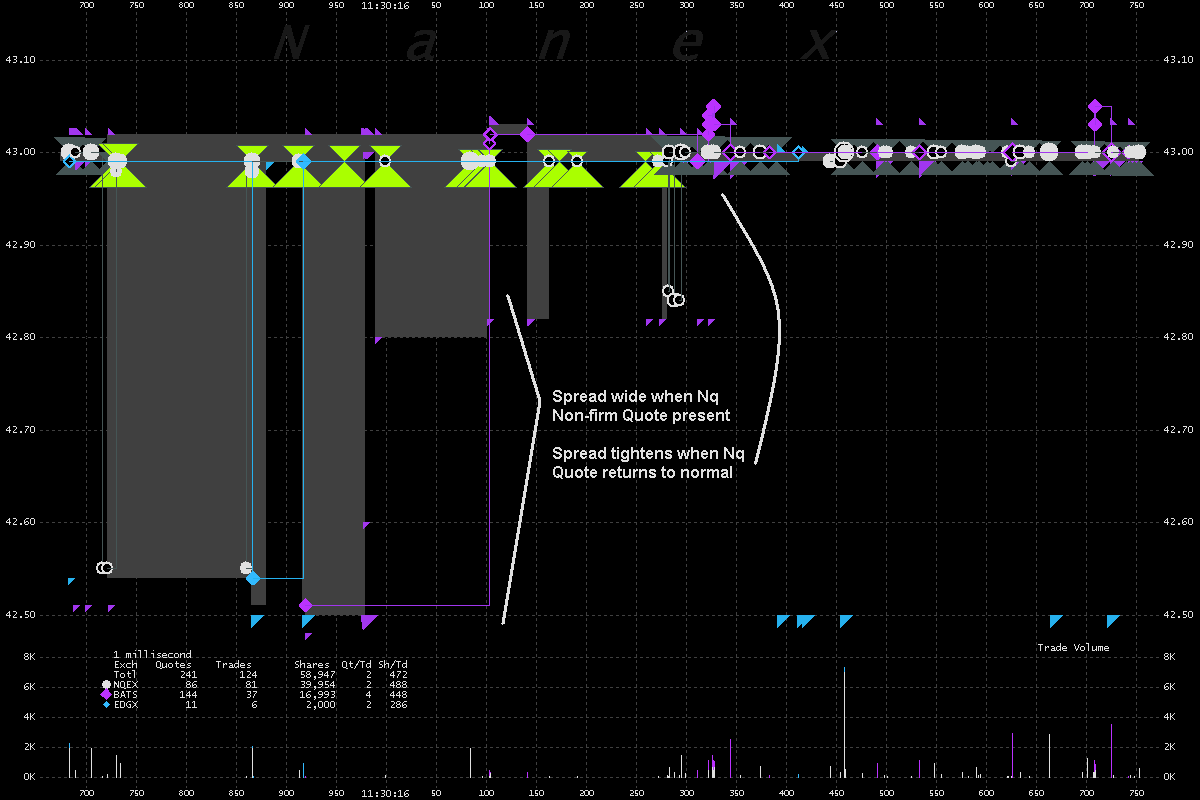 700 750 800 850 900 950 11:30:16 50 100 150 200 250 300 350 400 450 500 550 600 650 700 750
Nanex
43.10 43.10
43.00 43.00
42.90 42.90
42.80 42.80
Spread wide when Nq
Non-firm Quote present
42.70 42.70
Spread tightens when Nq
Quote returns to normal
42.60 42.60
42.50 42.50
Trade Volume
8K 1 millisecond 8K
Exch Quotes Trades Shares Qt/Td Sh/Td
Totl 241 124 58,947 2 472
6K NQEX 86 81 39,954 2 488 6K
BATS 144 37 16,993 4 448
EDGX 11 6 2,000 2 286
4K 4K
2K 2K
0K 0K
700 750 800 850 900 950 11:30:16 50 100 150 200 250 300 350 400 450 500 550 600 650 700 750